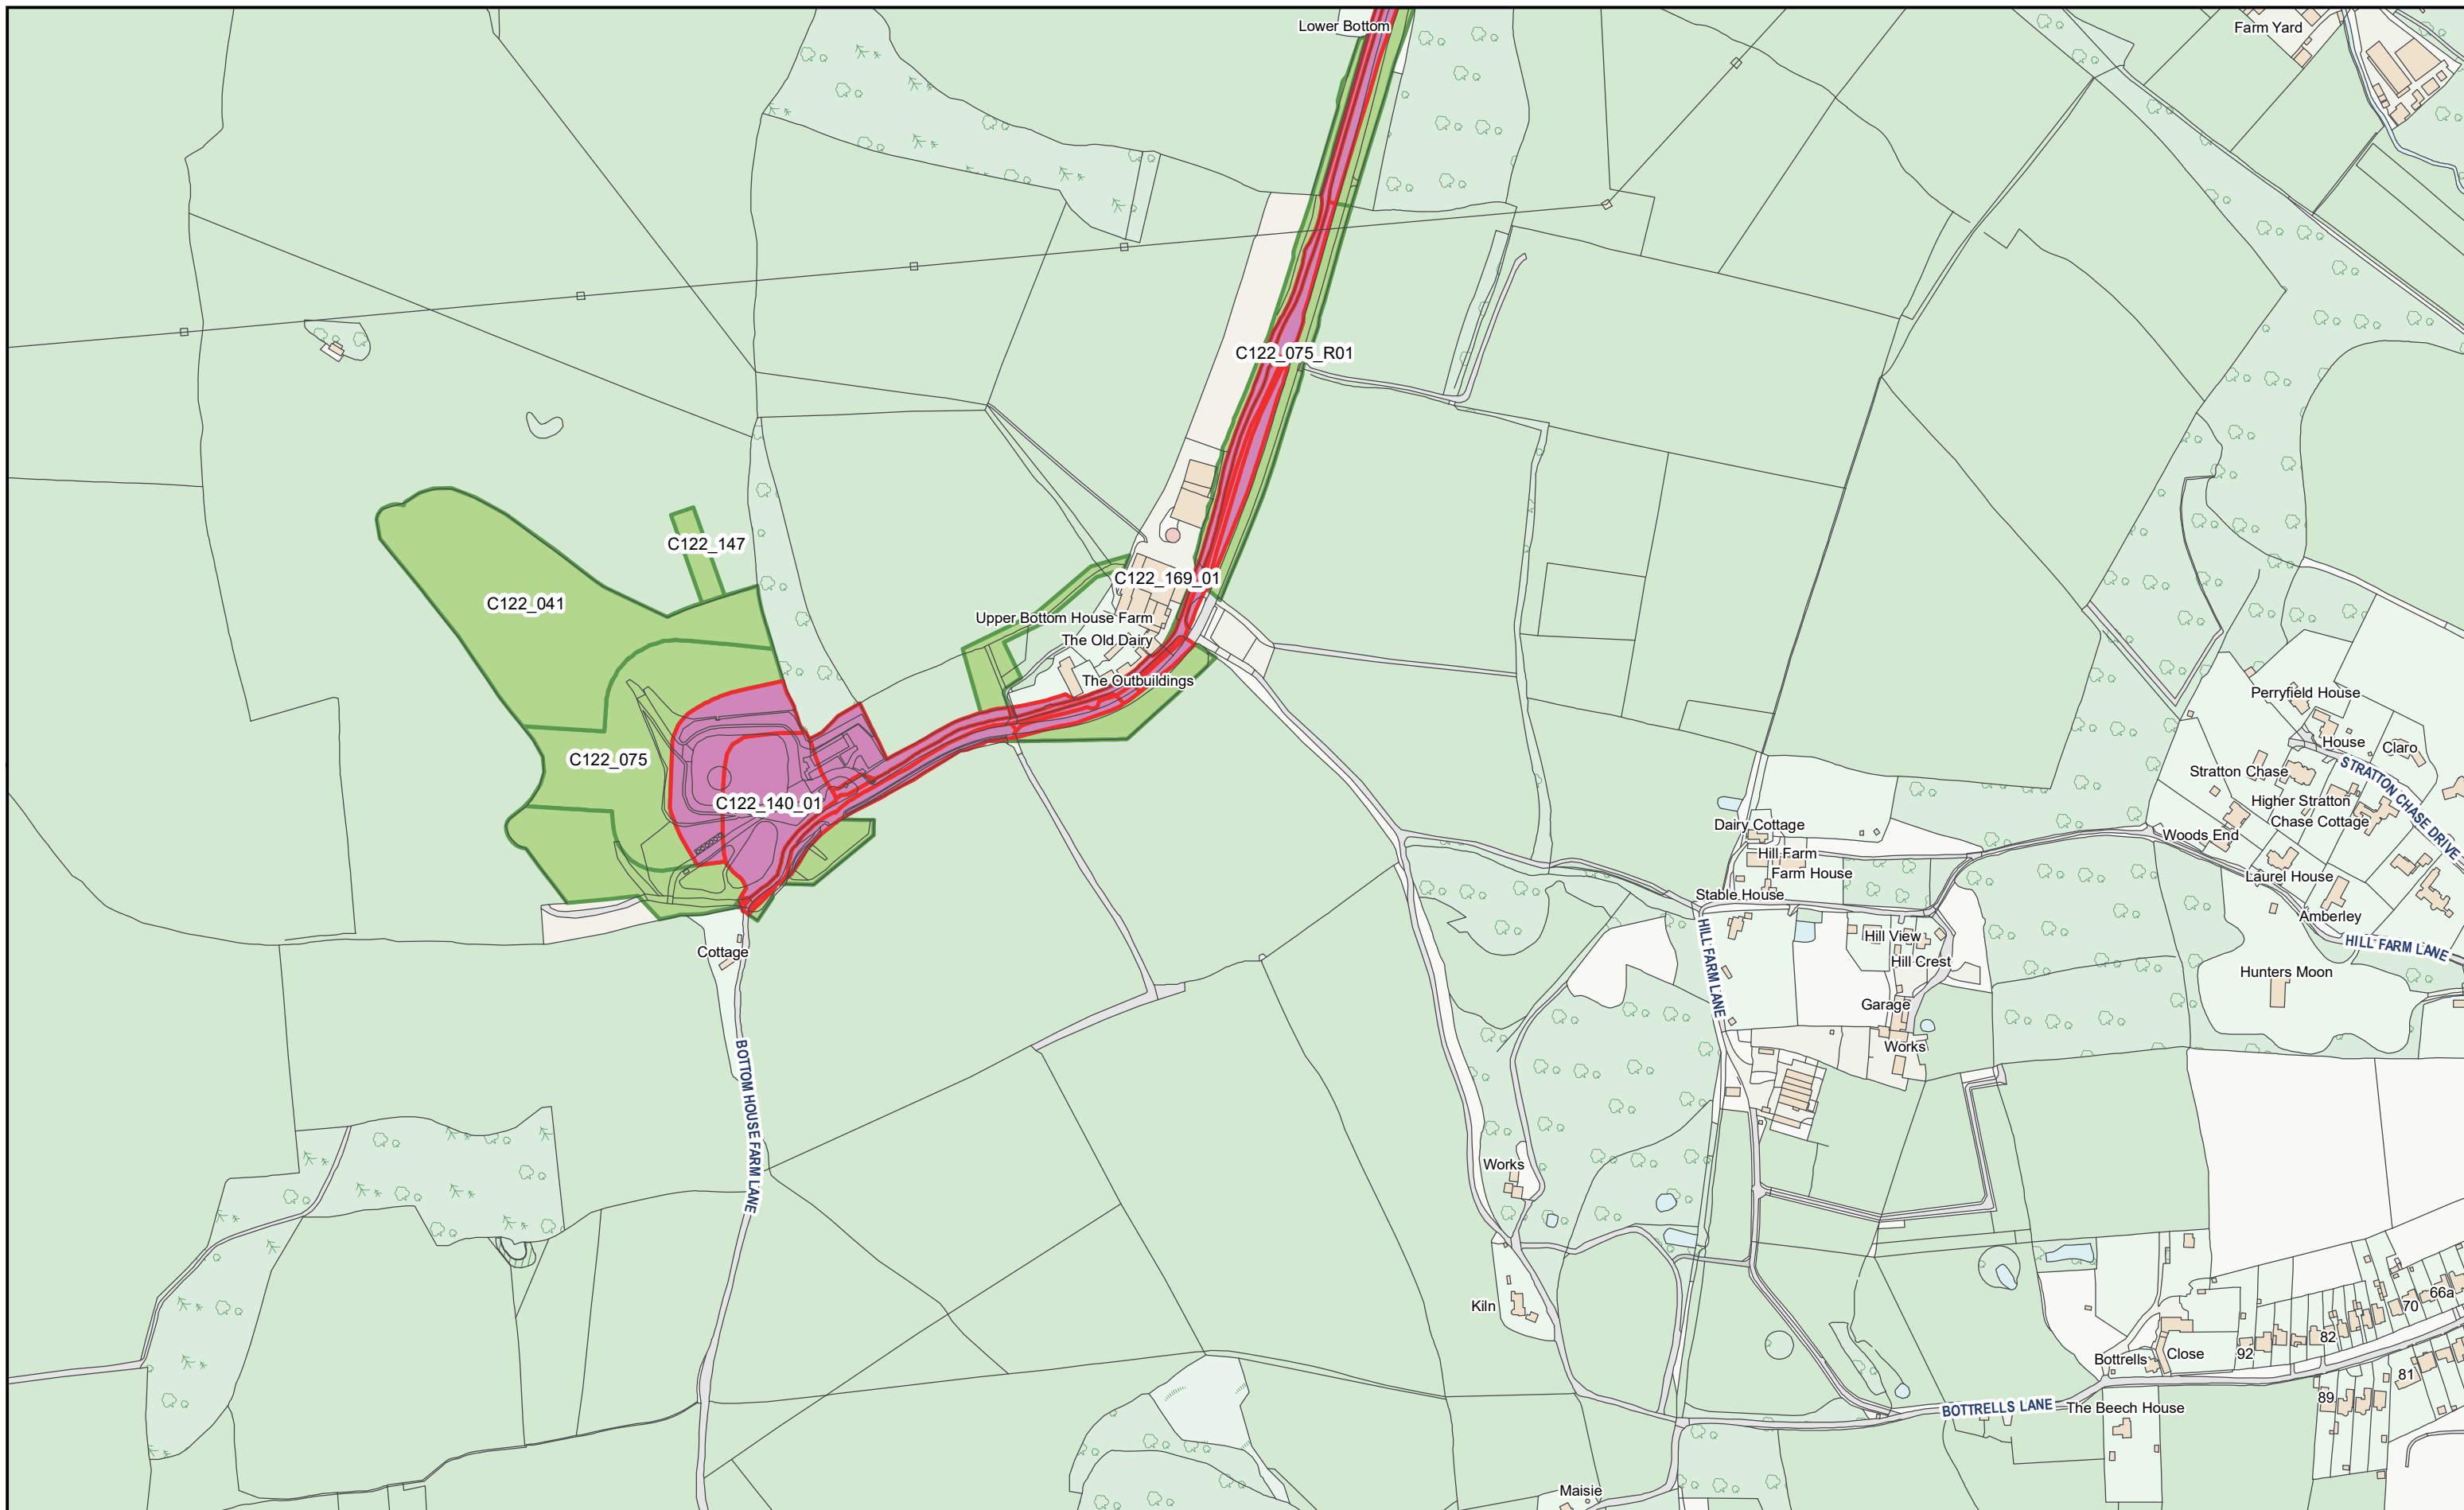 Lower Bottom
Farm Yard
C122_075_R01
C122_147
C122_041
C122_169_01
Upper Bottom House Farm
The Old Dairy
The Outbuildings
C122_075
C122_140_01
Cottage
BOTTOM HOUSE FARM LANE
Perryfield House
House
Claro
Stratton Chase
STRATTON CHASE DRIVE
Higher Stratton
Chase Cottage
Woods End
Laurel House
Amberley
HILL FARM LANE
Hunters Moon
Dairy Cottage
Hill Farm
Farm House
Stable House
HILL FARM LANE
Hill View
Hill Crest
Garage
Works
Works
Kiln
66a
70
82
92
Bottrells
Close
81
89
BOTTRELLS LANE
The Beech House
Maisie